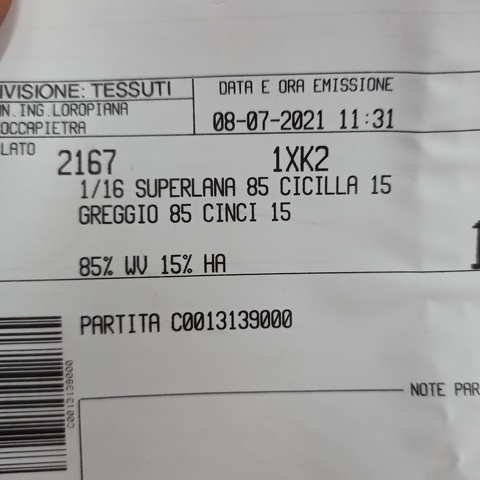 IVISIONE: TESSUTI
DATA E ORA EMISSIONE
N.ING.LOROPIANA
OCCAPIETRA
08-07-2021 11:31
LATO
2167 1XK2
1/16 SUPERLANA 85 CICILLA 15
GREGGIO 85 CINCI 15
85% WV 15% HA
PARTITA C0013139000
C0013139000
NOTE PAR